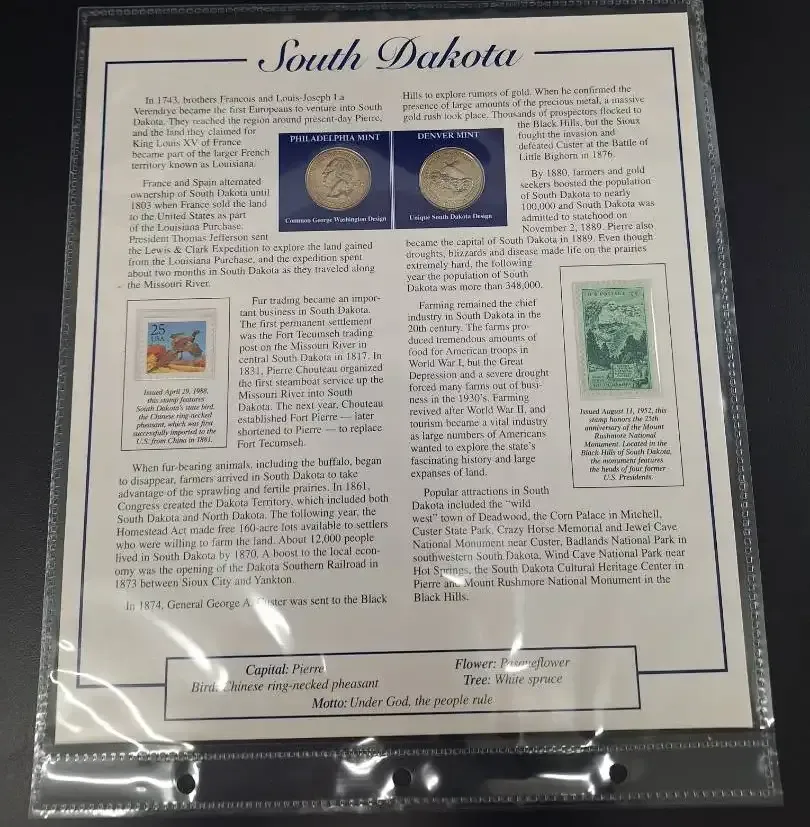 South Dakota
In 1743, brothers Francois and Louis-Joseph La
Verendrye became the first Europeans to venture into South
Dakota. They reached the region around present-day Pierre,
and the land they claimed for
King Louis XV of France
became part of the larger French
territory known as Louisiana.
France and Spain alternated
ownership of South Dakota until
1803 when France sold the land
to the United States as part
of the Louisiana Purchase.
President Thomas Jefferson sent
the Lewis & Clark Expedition to explore the land gained
from the Louisiana Purchase, and the expedition spent
about two months in South Dakota as they traveled along
the Missouri River.
PHILADELPHIA MINT
Common George Washington Design
DENVER MINT
Unique South Dakota Design
25
USA
Issued April 29, 1988,
this stamp features
South Dakota's state bird,
the Chinese ring-necked
pheasant, which was first
successfully imported to the
U.S. from China in 1881.
Fur trading became an impor-
tant business in South Dakota.
The first permanent settlement
was the Fort Tecumseh trading
post on the Missouri River in
central South Dakota in 1817. In
1831, Pierre Chouteau organized
the first steamboat service up the
Missouri River into South
Dakota. The next year, Chouteau
established Fort Pierre — later
shortened to Pierre — to replace
Fort Tecumseh.
When fur-bearing animals, including the buffalo, began
to disappear, farmers arrived in South Dakota to take
advantage of the sprawling and fertile prairies. In 1861,
Congress created the Dakota Territory, which included both
South Dakota and North Dakota. The following year, the
Homestead Act made free 160-acre lots available to settlers
who were willing to farm the land. About 12,000 people
lived in South Dakota by 1870. A boost to the local econ-
omy was the opening of the Dakota Southern Railroad in
1873 between Sioux City and Yankton.
In 1874, General George A. Custer was sent to the Black
Hills to explore rumors of gold. When he confirmed the
presence of large amounts of the precious metal, a massive
gold rush took place. Thousands of prospectors flocked to
the Black Hills, but the Sioux
fought the invasion and
defeated Custer at the Battle of
Little Bighorn in 1876.
By 1880, farmers and gold
seekers boosted the population
of South Dakota to nearly
100,000 and South Dakota was
admitted to statehood on
November 2, 1889. Pierre also
became the capital of South Dakota in 1889. Even though
droughts, blizzards and disease made life on the prairies
extremely hard, the following
year the population of South
Dakota was more than 348,000.
Farming remained the chief
industry in South Dakota in the
20th century. The farms pro-
duced tremendous amounts of
food for American troops in
World War I, but the Great
Depression and a severe drought
forced many farms out of busi-
ness in the 1930's. Farming
revived after World War II, and
tourism became a vital industry
as large numbers of Americans
wanted to explore the state's
fascinating history and large
expanses of land.
Issued August 11, 1952, this
stamp honors the 25th
anniversary of the Mount
Rushmore National
Monument. Located in the
Black Hills of South Dakota,
the monument features
the heads of four former
U.S. Presidents.
Popular attractions in South
Dakota included the "wild
west" town of Deadwood, the Corn Palace in Mitchell,
Custer State Park, Crazy Horse Memorial and Jewel Cave
National Monument near Custer, Badlands National Park in
southwestern South Dakota, Wind Cave National Park near
Hot Springs, the South Dakota Cultural Heritage Center in
Pierre and Mount Rushmore National Monument in the
Black Hills.
Capital: Pierre
Flower: Pasqueflower
Bird: Chinese ring-necked pheasant
Tree: White spruce
Motto: Under God, the people rule